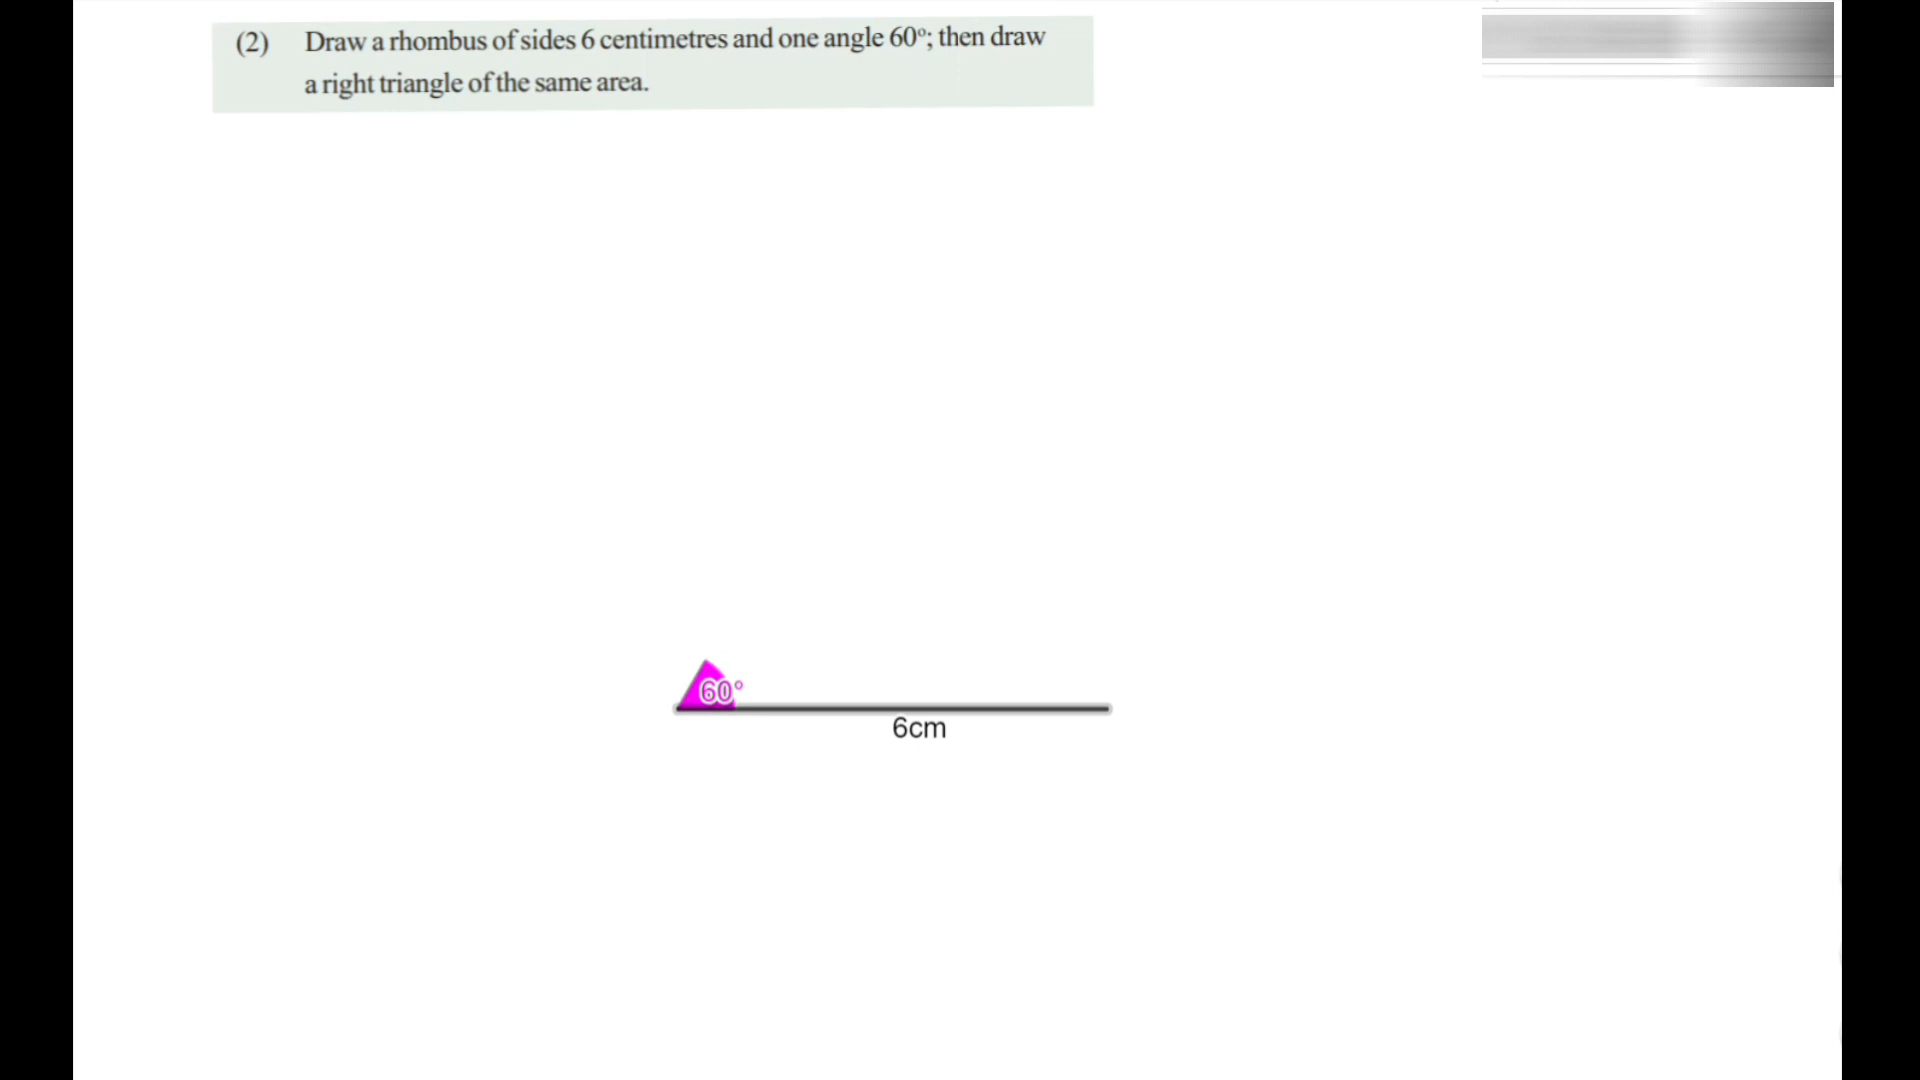 (2) Draw a rhombus of sides 6 centimetres and one angle 60°; then draw
a right triangle of the same area.
60°
6cm